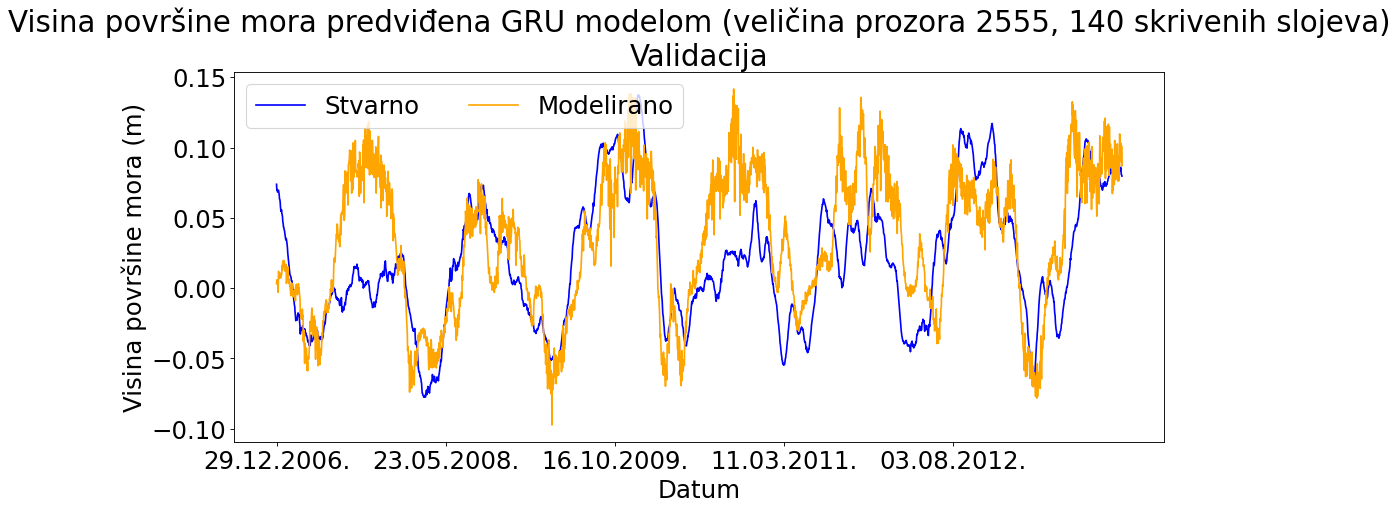 Visina površine mora predviđena GRU modelom (veličina prozora 2555, 140 skrivenih slojeva)
Validacija
Stvarno
Modelirano
Visina površine mora (m)
0.15
0.10
0.05
0.00
−0.05
−0.10
29.12.2006.
23.05.2008.
16.10.2009.
11.03.2011.
03.08.2012.
Datum